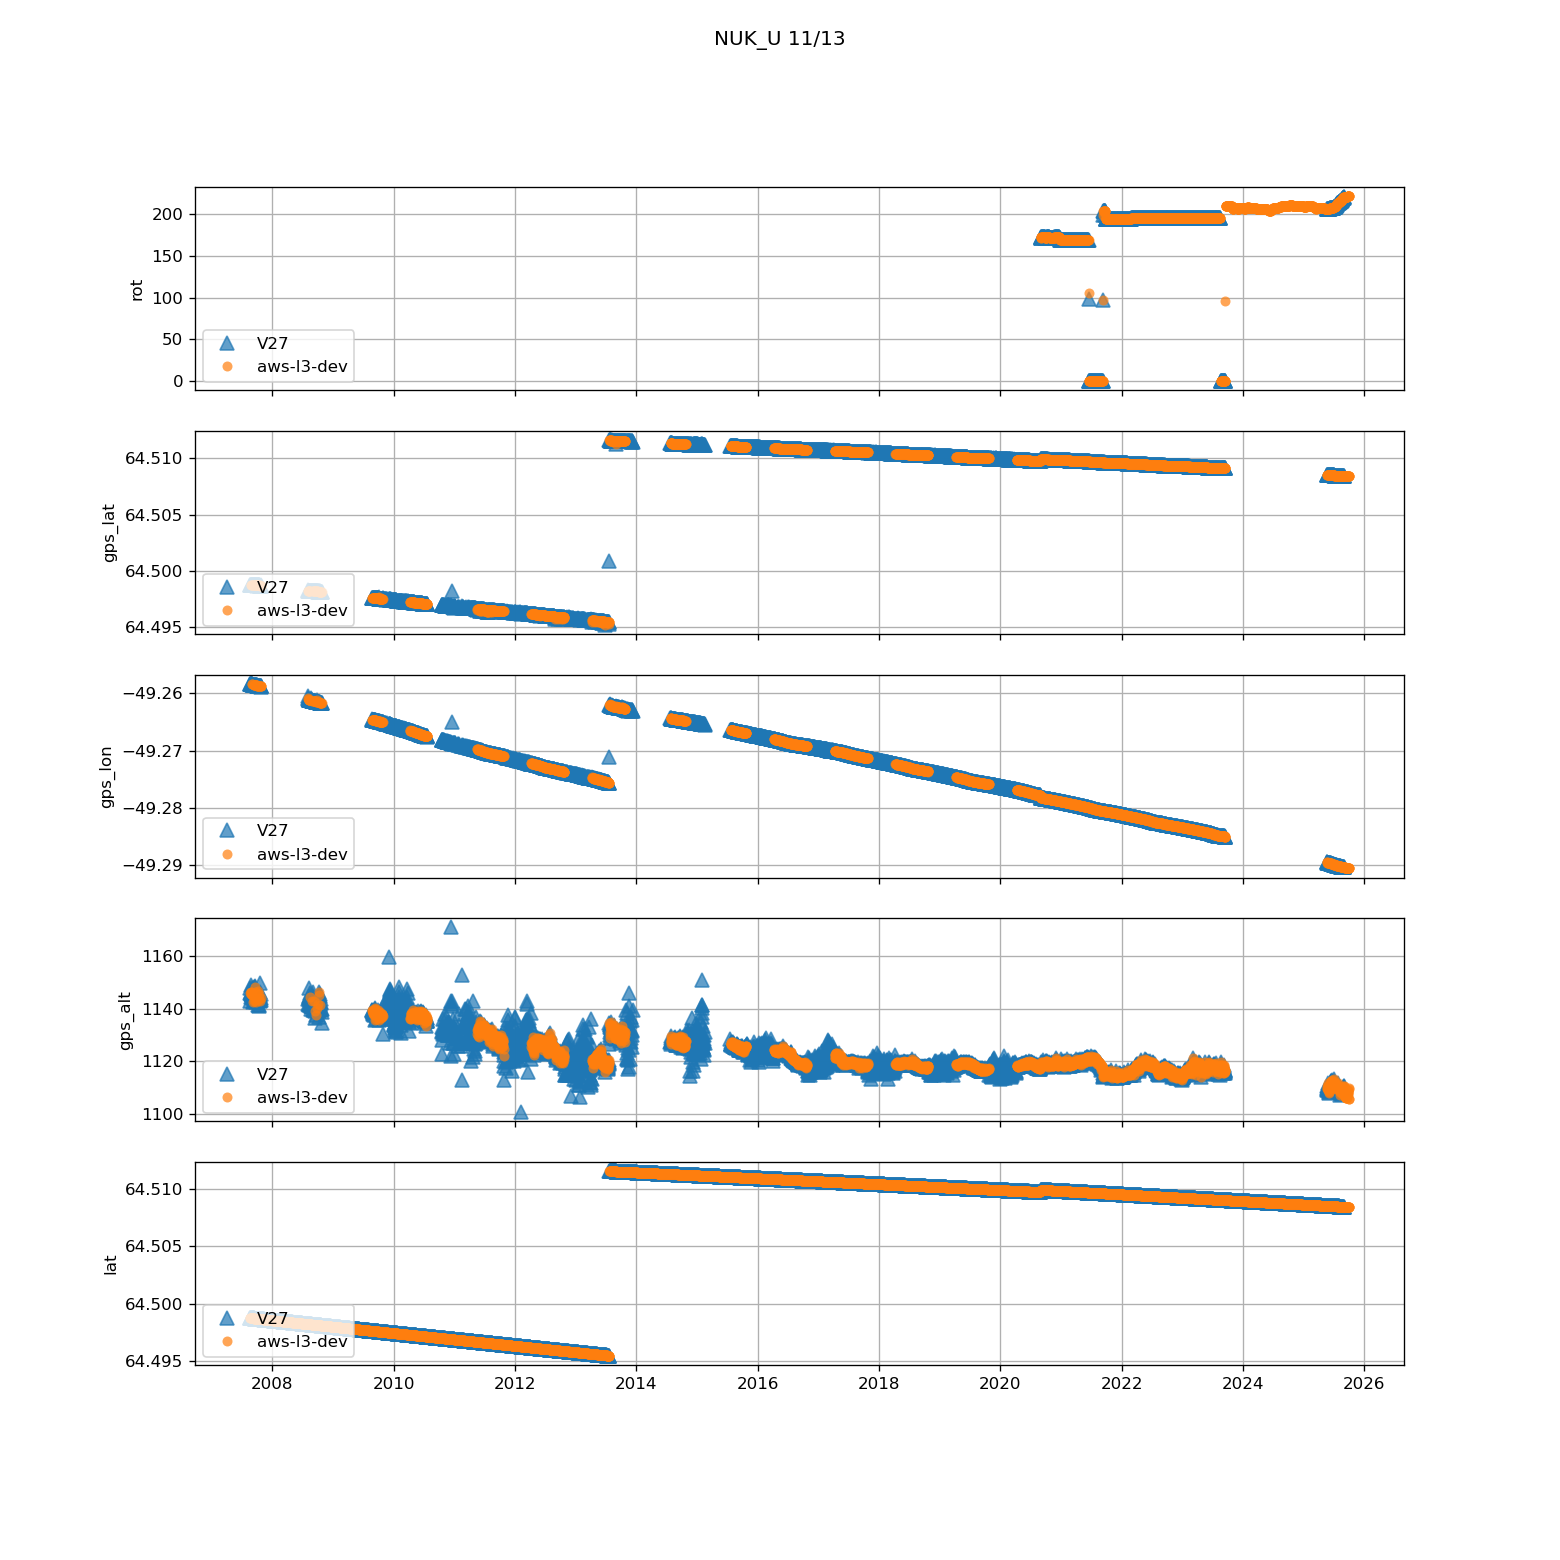 NUK_U 11/13
200
150
100
50
0
rot
V27
aws-l3-dev
64.510
64.505
64.500
64.495
gps_lat
V27
aws-l3-dev
−49.26
−49.27
−49.28
−49.29
gps_lon
V27
aws-l3-dev
1160
1140
1120
1100
gps_alt
V27
aws-l3-dev
64.510
64.505
64.500
64.495
lat
V27
aws-l3-dev
2008 2010 2012 2014 2016 2018 2020 2022 2024 2026